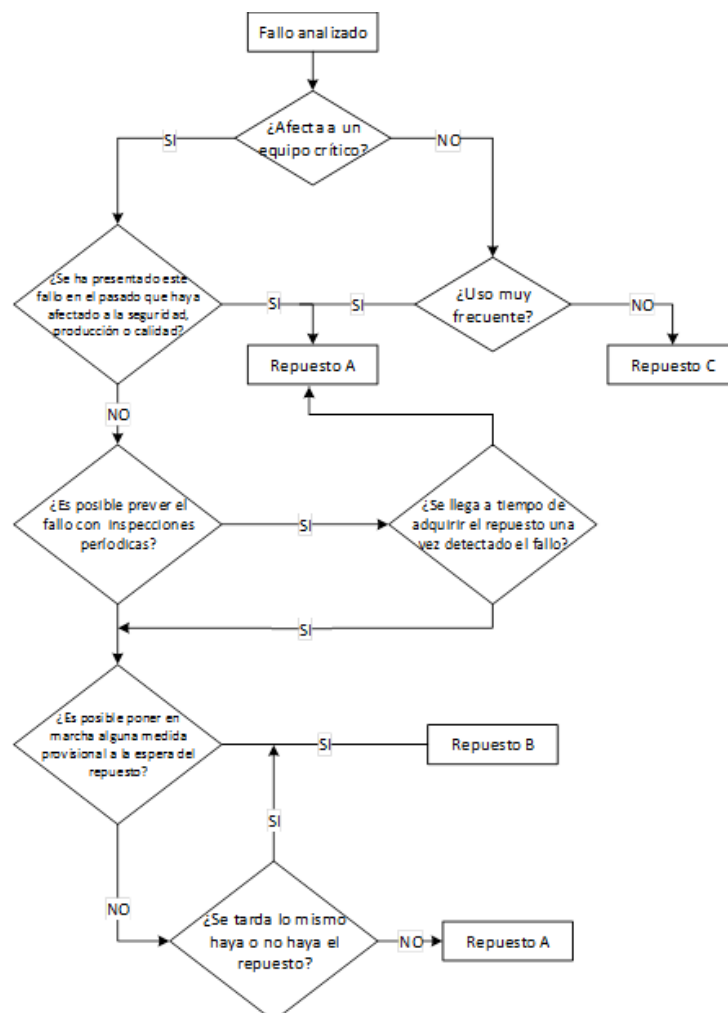 Fallo analizado
¿Afecta a un
equipo crítico?
SI
NO
¿Se ha presentado este
fallo en el pasado que haya
afectado a la seguridad,
producción o calidad?
SI
SI
¿Uso muy
frecuente?
NO
Repuesto A
Repuesto C
NO
¿Es posible prever el
fallo con inspecciones
períodicas?
SI
¿Se llega a tiempo de
adquirir el repuesto una
vez detectado el fallo?
SI
¿Es posible poner en
marcha alguna medida
provisional a la espera del
repuesto?
SI
Repuesto B
SI
NO
¿Se tarda lo mismo
haya o no haya el
repuesto?
NO
Repuesto A